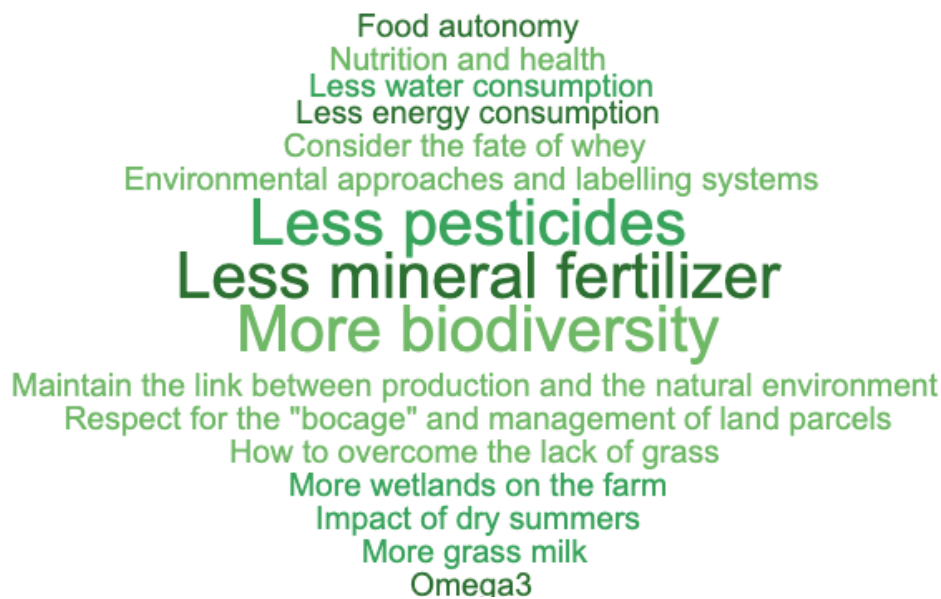 Food autonomy
Nutrition and health
Less water consumption
Less energy consumption
Consider the fate of whey
Environmental approaches and labelling systems
Less pesticides
Less mineral fertilizer
More biodiversity
Maintain the link between production and the natural environment
Respect for the "bocage" and management of land parcels
How to overcome the lack of grass
More wetlands on the farm
Impact of dry summers
More grass milk
Omega3